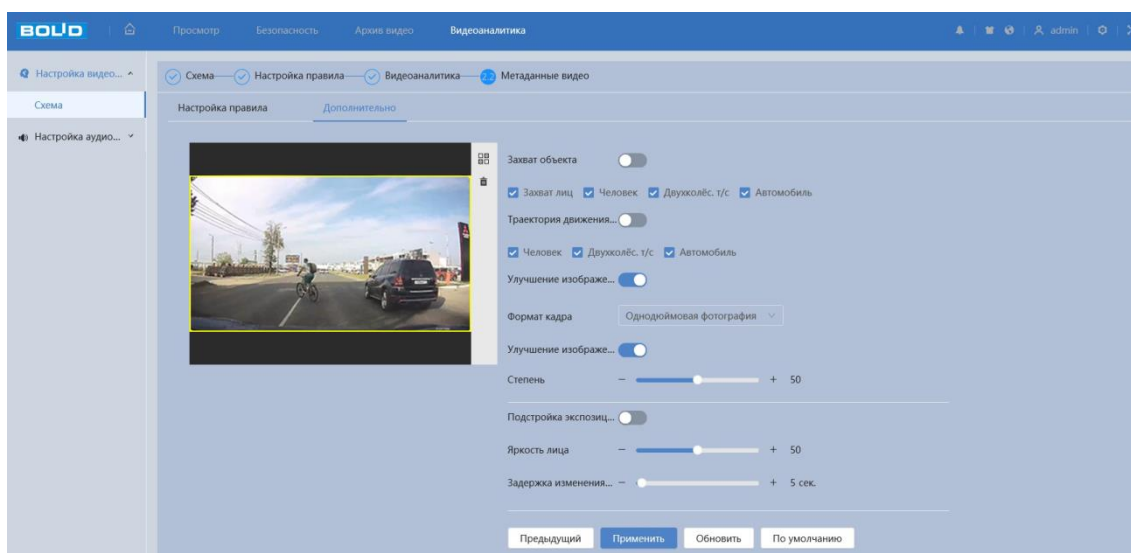 BOLID
Просмотр Безопасность Архив видео Видеоаналитика admin
Настройка видео...
Схема
Настройка аудио...
Схема Настройка правила Видеоаналитика 2.2 Метаданные видео
Настройка правила Дополнительно
Захват объекта
Захват лиц Человек Двухколёс. т/с Автомобиль
Траектория движения...
Человек Двухколёс. т/с Автомобиль
Улучшение изображе...
Формат кадра Однодюймовая фотография
Улучшение изображе...
Степень − + 50
Подстройка экспозиц...
Яркость лица − + 50
Задержка изменения... − + 5 сек.
Предыдущий Применить Обновить По умолчанию